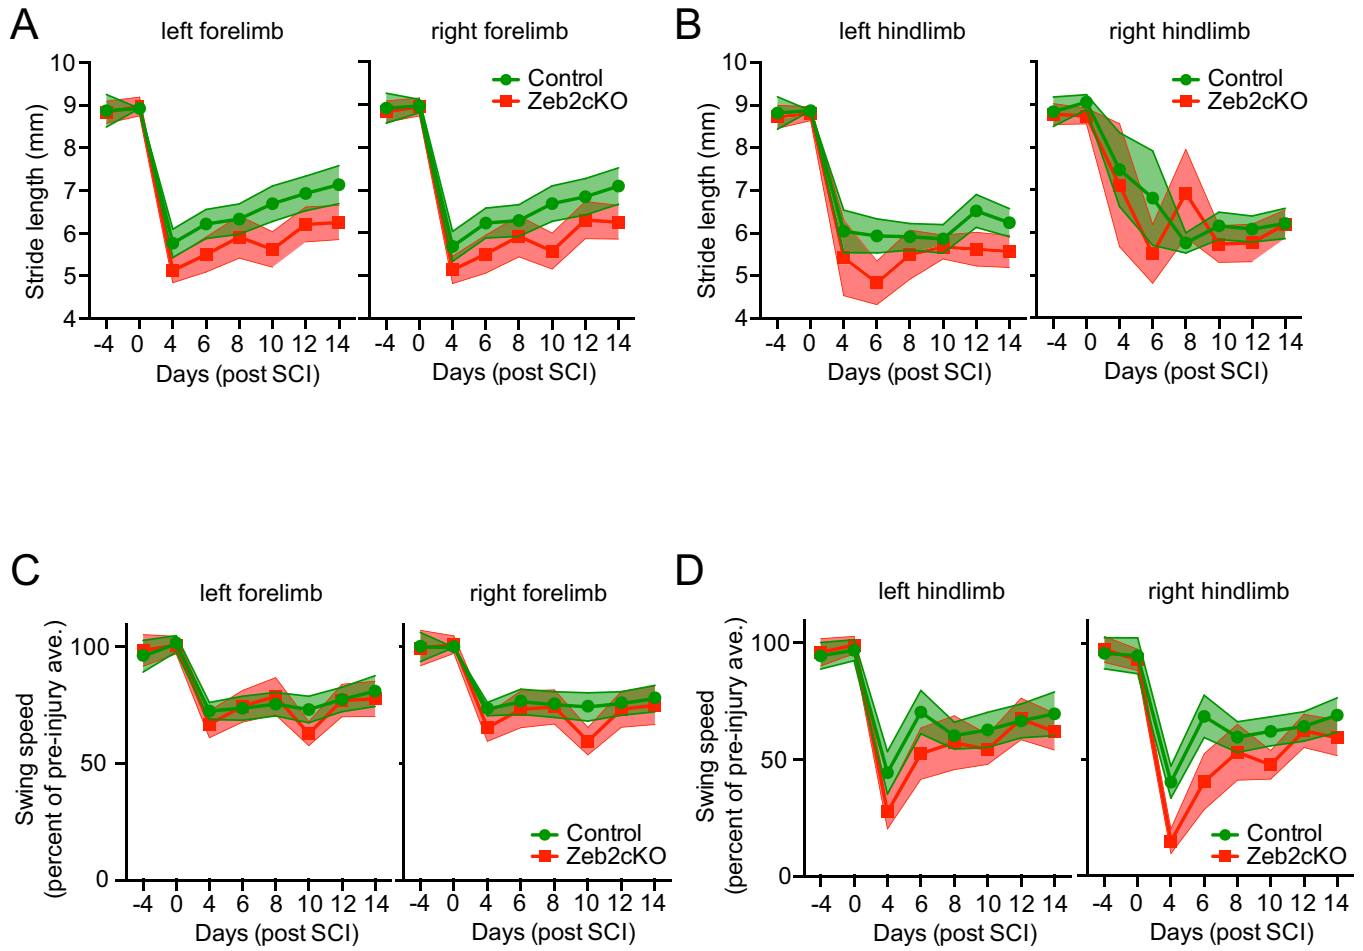 A
left forelimb
right forelimb
Stride length (mm)
10
9
8
7
6
5
4
Control
Zeb2cKO
-4 0 4 6 8 10 12 14
-4 0 4 6 8 10 12 14
Days (post SCI)
Days (post SCI)
B
left hindlimb
right hindlimb
Stride length (mm)
10
9
8
7
6
5
4
Control
Zeb2cKO
-4 0 4 6 8 10 12 14
-4 0 4 6 8 10 12 14
Days (post SCI)
Days (post SCI)
C
left forelimb
right forelimb
Swing speed
(percent of pre-injury ave.)
100
50
0
Control
Zeb2cKO
-4 0 4 6 8 10 12 14
-4 0 4 6 8 10 12 14
Days (post SCI)
Days (post SCI)
D
left hindlimb
right hindlimb
Swing speed
(percent of pre-injury ave.)
100
50
0
Control
Zeb2cKO
-4 0 4 6 8 10 12 14
-4 0 4 6 8 10 12 14
Days (post SCI)
Days (post SCI)